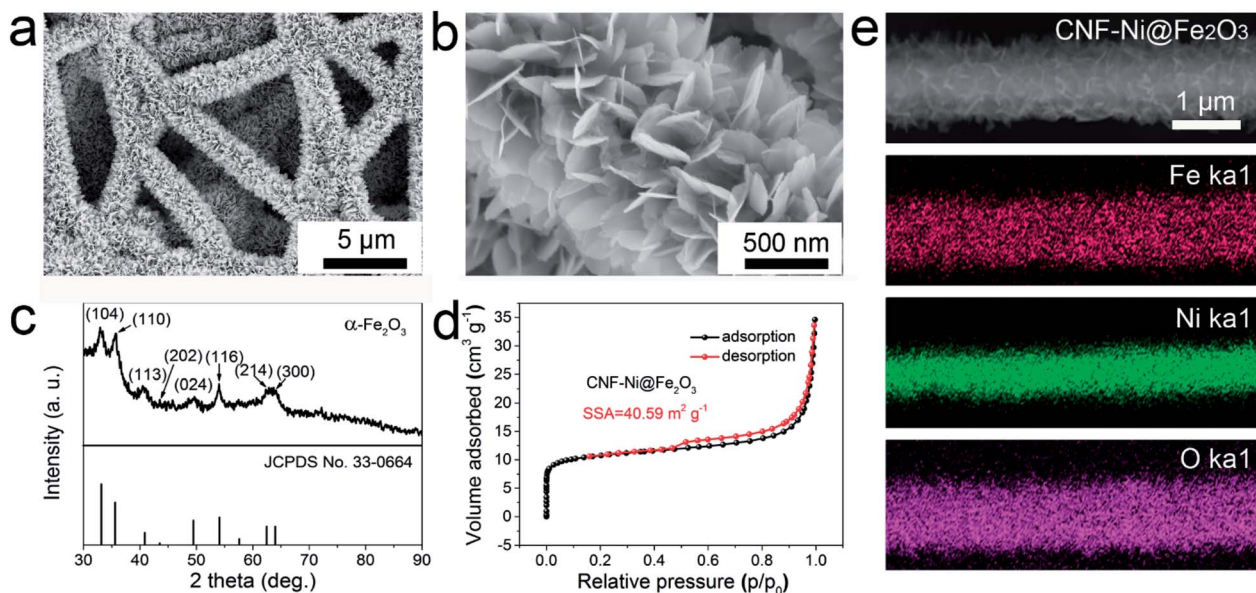 a
5 µm
b
500 nm
c
(104)
(110)
α-Fe₂O₃
(113)
(202)
(024)
(116)
(214)
(300)
Intensity (a. u.)
JCPDS No. 33-0664
30 40 50 60 70 80 90
2 theta (deg.)
d
Volume adsorbed (cm³ g⁻¹)
35
30
25
20
15
10
5
0
-5
adsorption
desorption
CNF-Ni@Fe₂O₃
SSA=40.59 m² g⁻¹
0.0 0.2 0.4 0.6 0.8 1.0
Relative pressure (p/p₀)
e
CNF-Ni@Fe₂O₃
1 µm
Fe ka1
Ni ka1
O ka1